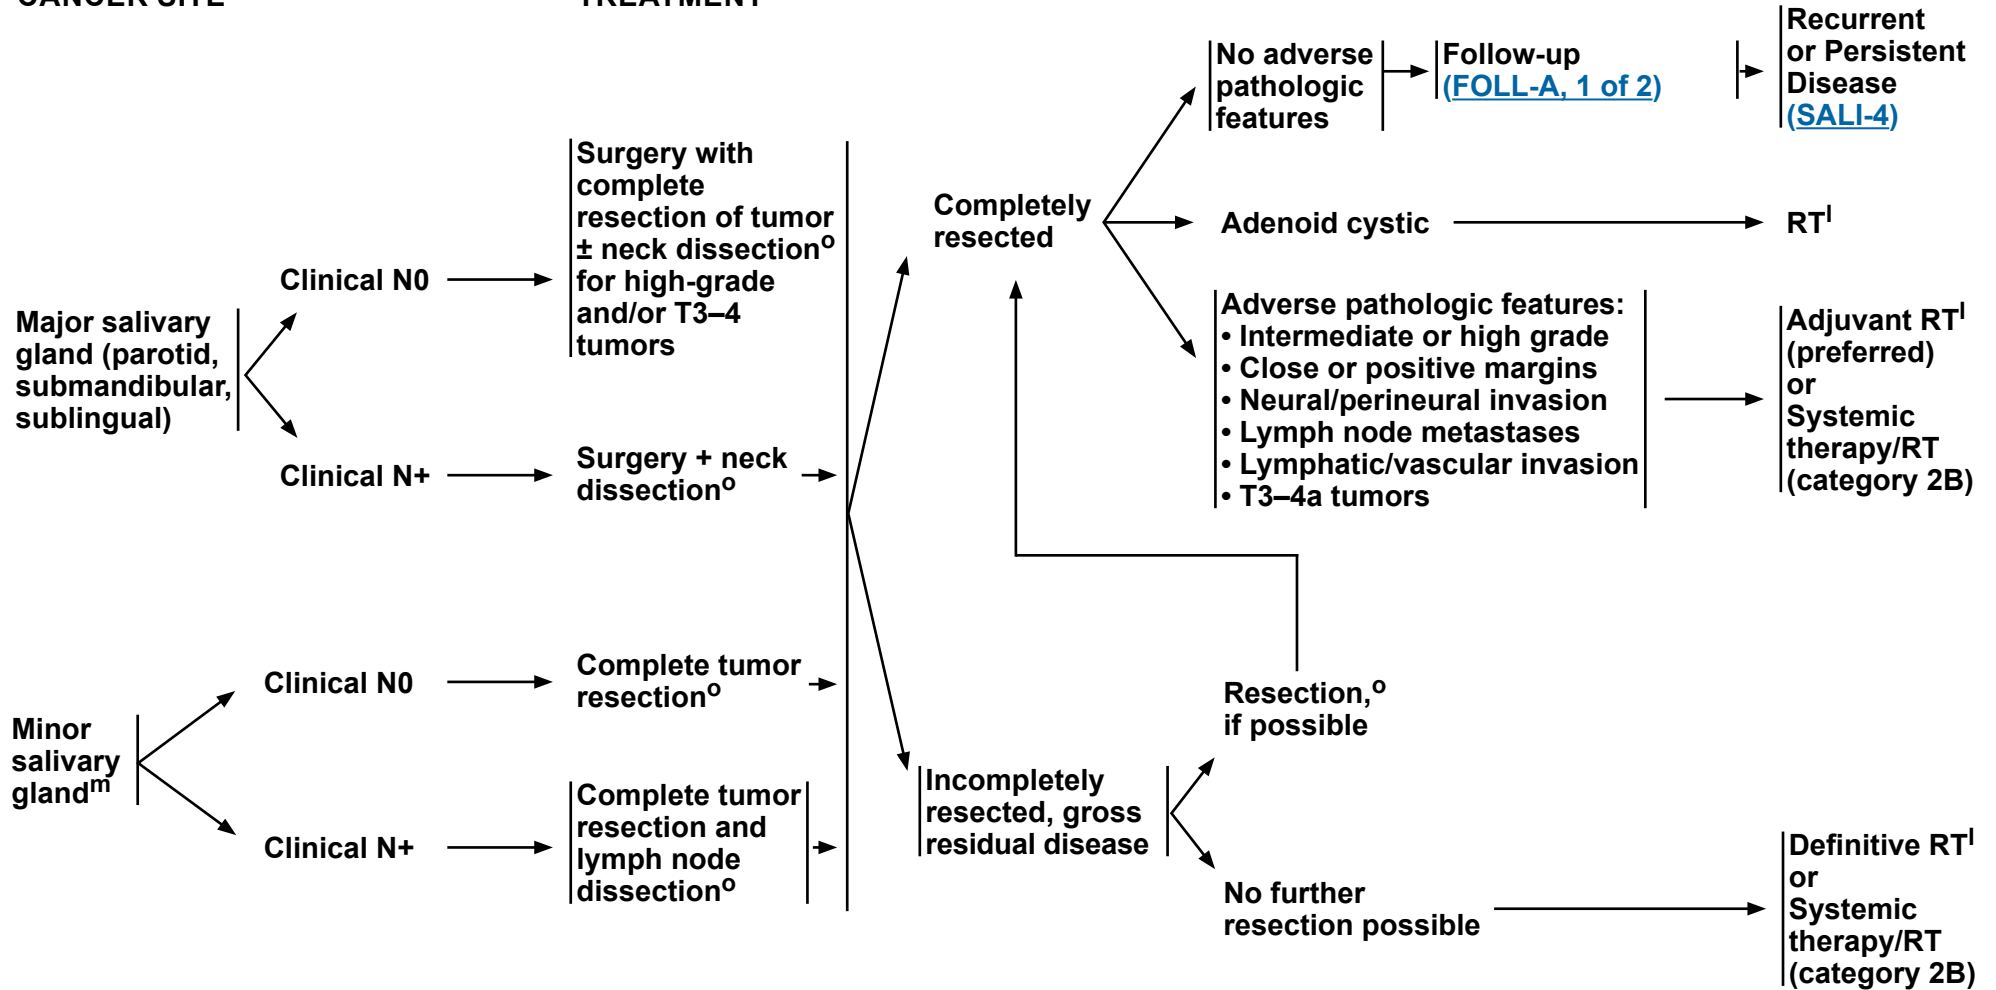 CANCER SITE
TREATMENT
Major salivary
gland (parotid,
submandibular,
sublingual)
Clinical N0
Surgery with
complete
resection of tumor
± neck dissectionᵒ
for high-grade
and/or T3–4
tumors
Clinical N+
Surgery + neck
dissectionᵒ
Minor
salivary
glandᵐ
Clinical N0
Complete tumor
resectionᵒ
Clinical N+
Complete tumor
resection and
lymph node
dissectionᵒ
Completely
resected
No adverse
pathologic
features
Follow-up
(FOLL-A, 1 of 2)
Recurrent
or Persistent
Disease
(SALI-4)
Adenoid cystic
RTˡ
Adverse pathologic features:
• Intermediate or high grade
• Close or positive margins
• Neural/perineural invasion
• Lymph node metastases
• Lymphatic/vascular invasion
• T3–4a tumors
Adjuvant RTˡ
(preferred)
or
Systemic
therapy/RT
(category 2B)
Incompletely
resected, gross
residual disease
Resection,ᵒ
if possible
No further
resection possible
Definitive RTˡ
or
Systemic
therapy/RT
(category 2B)